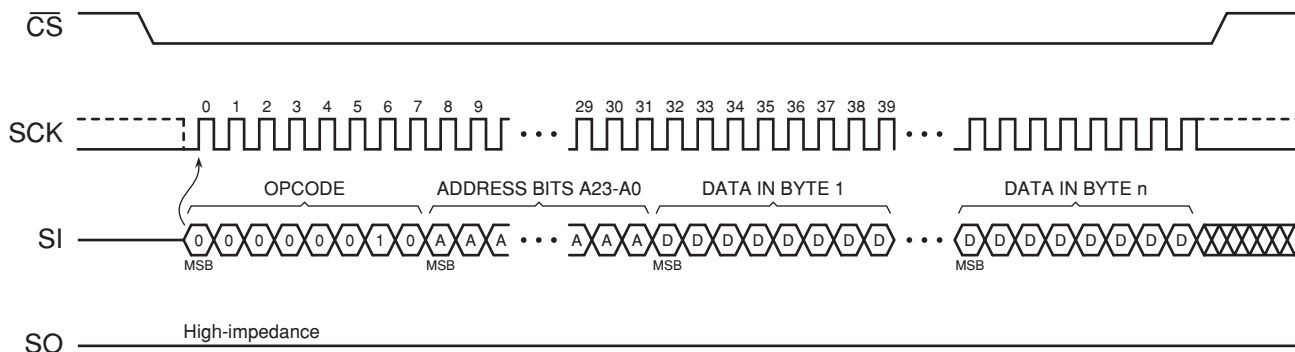 CS
SCK
0 1 2 3 4 5 6 7 8 9 29 30 31 32 33 34 35 36 37 38 39
OPCODE ADDRESS BITS A23-A0 DATA IN BYTE 1 DATA IN BYTE n
SI
0 0 0 0 0 0 1 0 A A A A A A D D D D D D D D D D D D D D D D
MSB MSB MSB MSB
High-impedance
SO